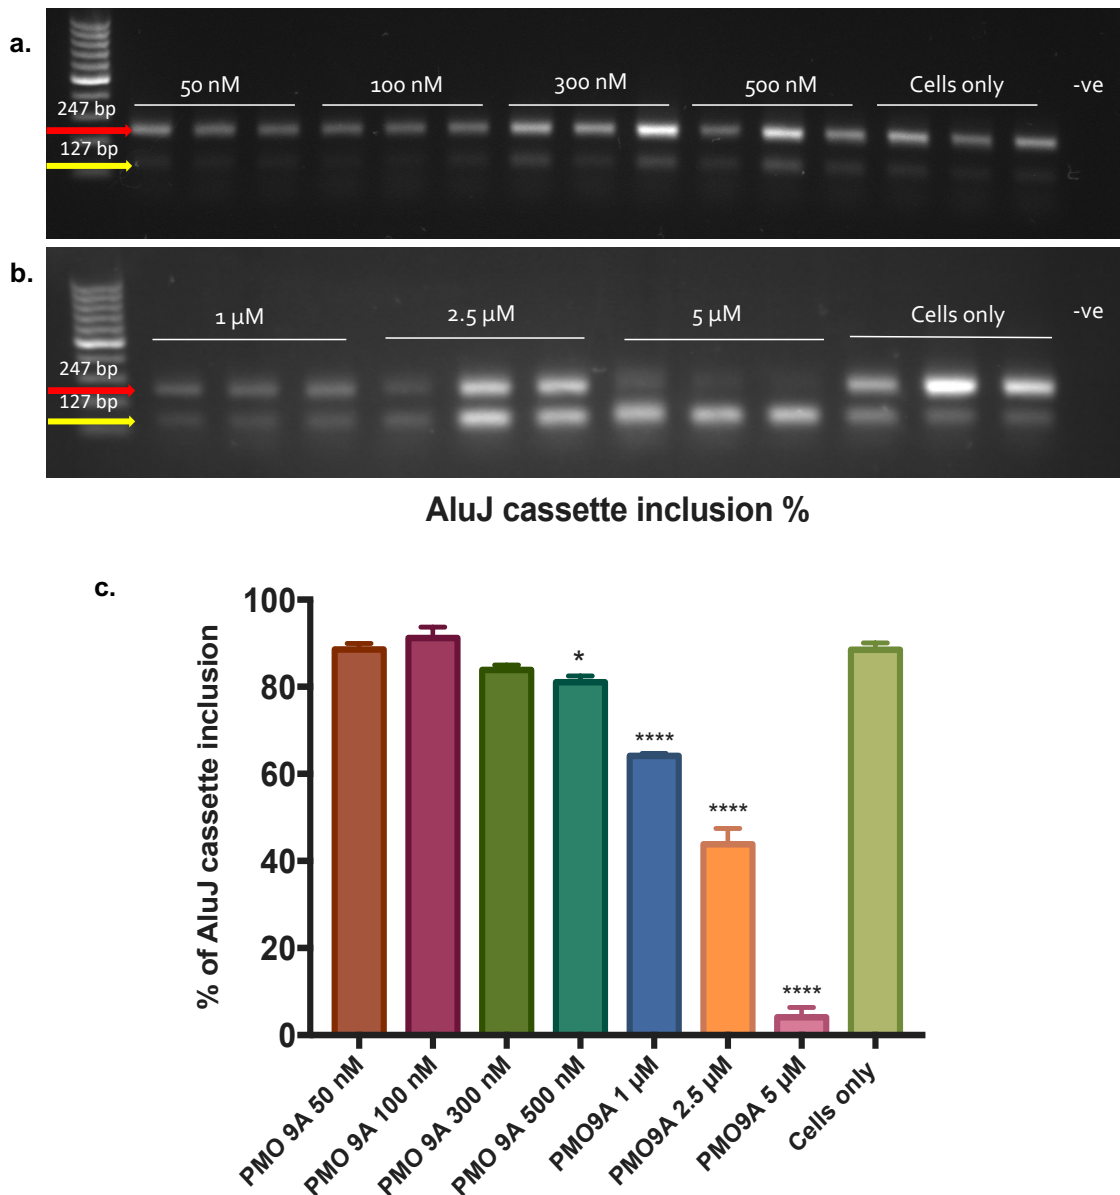 a.
50 nM
100 nM
300 nM
500 nM
Cells only
-ve
247 bp
127 bp
b.
1 µM
2.5 µM
5 µM
Cells only
-ve
247 bp
127 bp
AluJ cassette inclusion %
c.
% of AluJ cassette inclusion
100
80
60
40
20
0
*
****
****
****
PMO 9A 50 nM
PMO 9A 100 nM
PMO 9A 300 nM
PMO 9A 500 nM
PMO9A 1 µM
PMO9A 2.5 µM
PMO9A 5 µM
Cells only